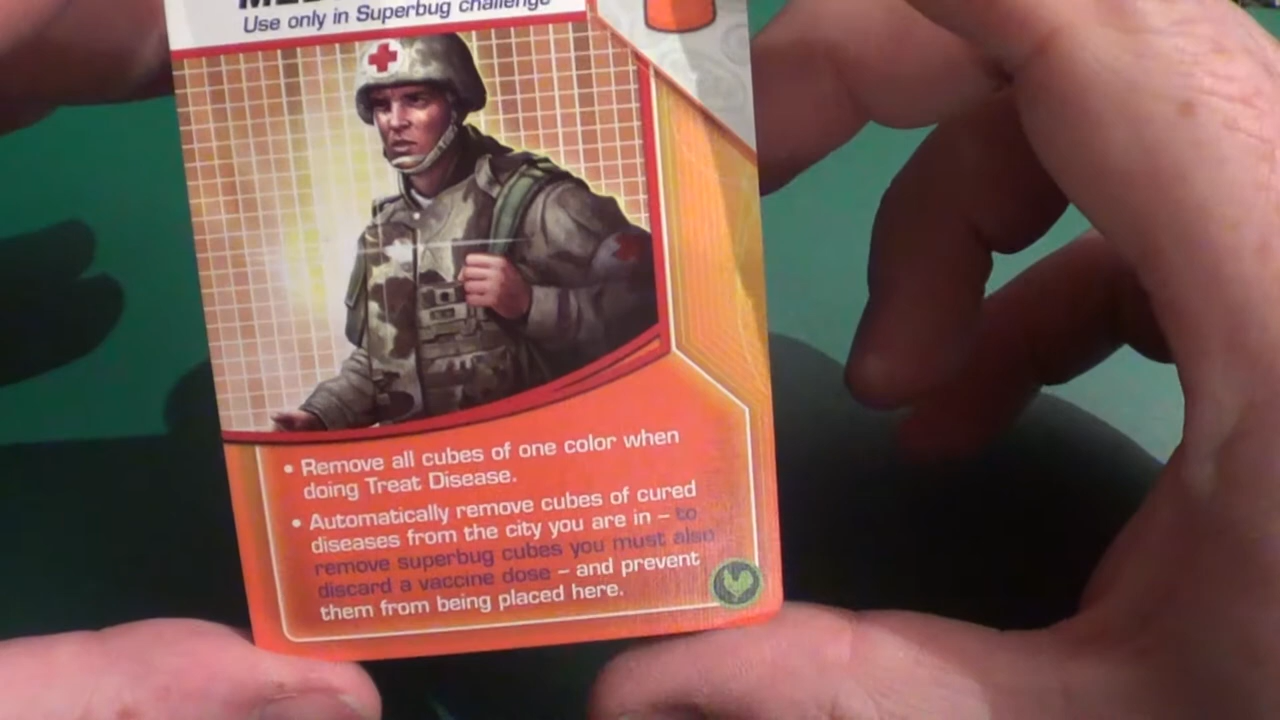 Use only in Superbug challenge
• Remove all cubes of one color when
doing Treat Disease.
• Automatically remove cubes of cured
diseases from the city you are in – to
remove superbug cubes you must also
discard a vaccine dose – and prevent
them from being placed here.